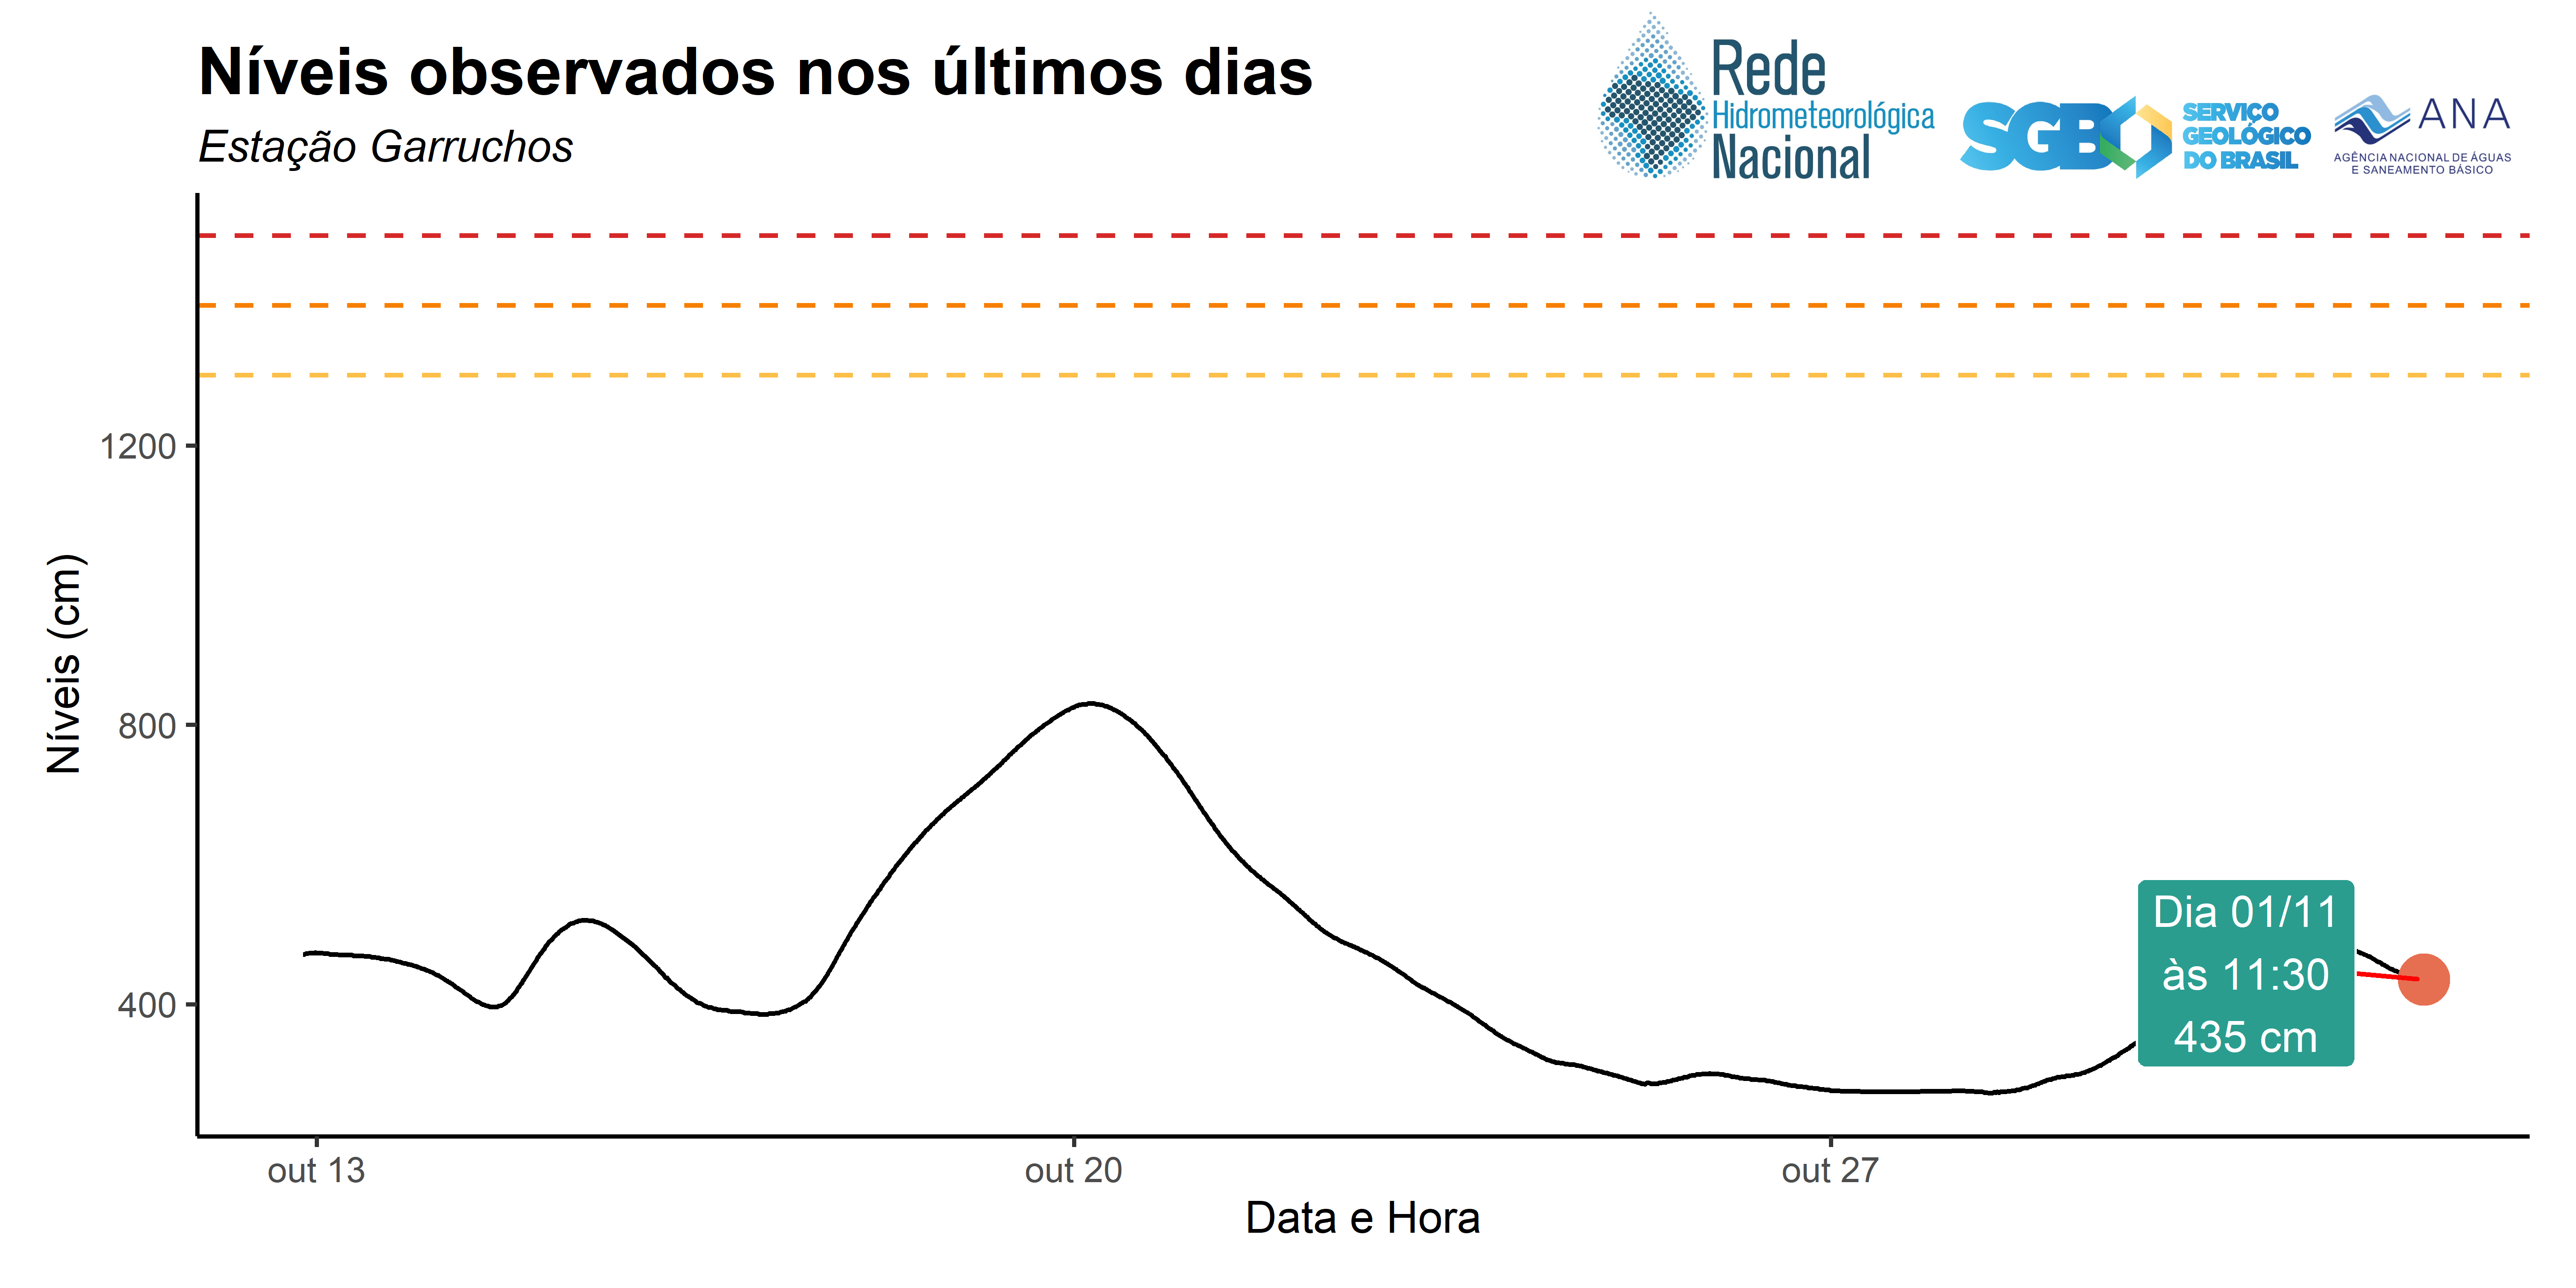 Níveis observados nos últimos dias
Estação Garruchos
Rede
Hidrometeorológica
Nacional
SGB
SERVIÇO
GEOLÓGICO
DO BRASIL
ANA
AGÊNCIA NACIONAL DE ÁGUAS
E SANEAMENTO BÁSICO
Níveis (cm)
1200
800
400
Dia 01/11
às 11:30
435 cm
out 13
out 20
out 27
Data e Hora